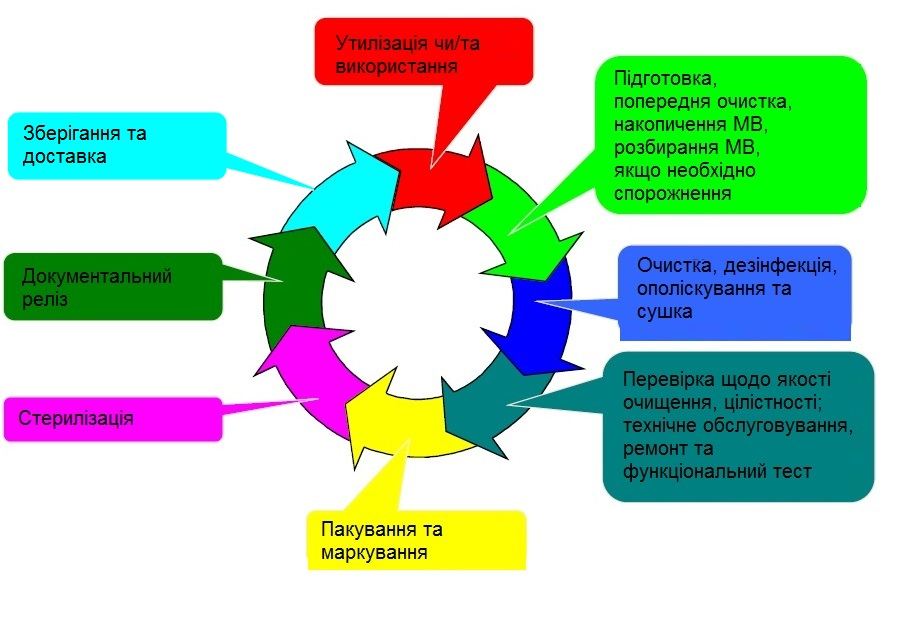 Утилізація чи/та
використання
Підготовка,
попередня очистка,
накопичення МВ,
розбирання МВ,
якщо необхідно
спорожнення
Очистка, дезінфекція,
ополіскування та
сушка
Перевірка щодо якості
очищення, цілістності;
технічне обслуговування,
ремонт та
функціональний тест
Пакування та
маркування
Стерилізація
Документальний
реліз
Зберігання та
доставка